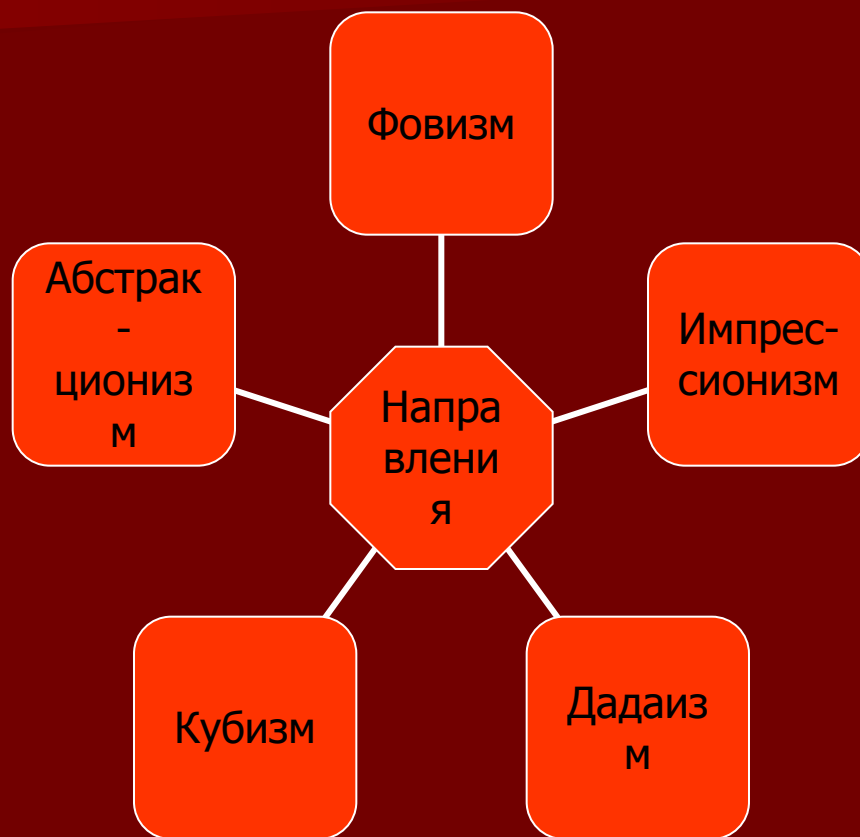 Фовизм
Абстрак
-
циониз
м
Импрес-
сионизм
Напра
влени
я
Кубизм
Дадаиз
м